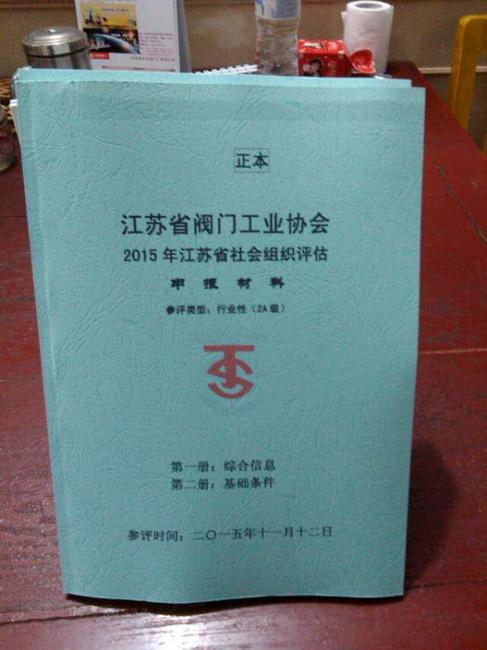 正本
江苏省阀门工业协会
2015年江苏省社会组织评估
申报材料
参评类型：行业性（2A级）
第一册：综合信息
第二册：基础条件
参评时间：二〇一五年十一月十二日